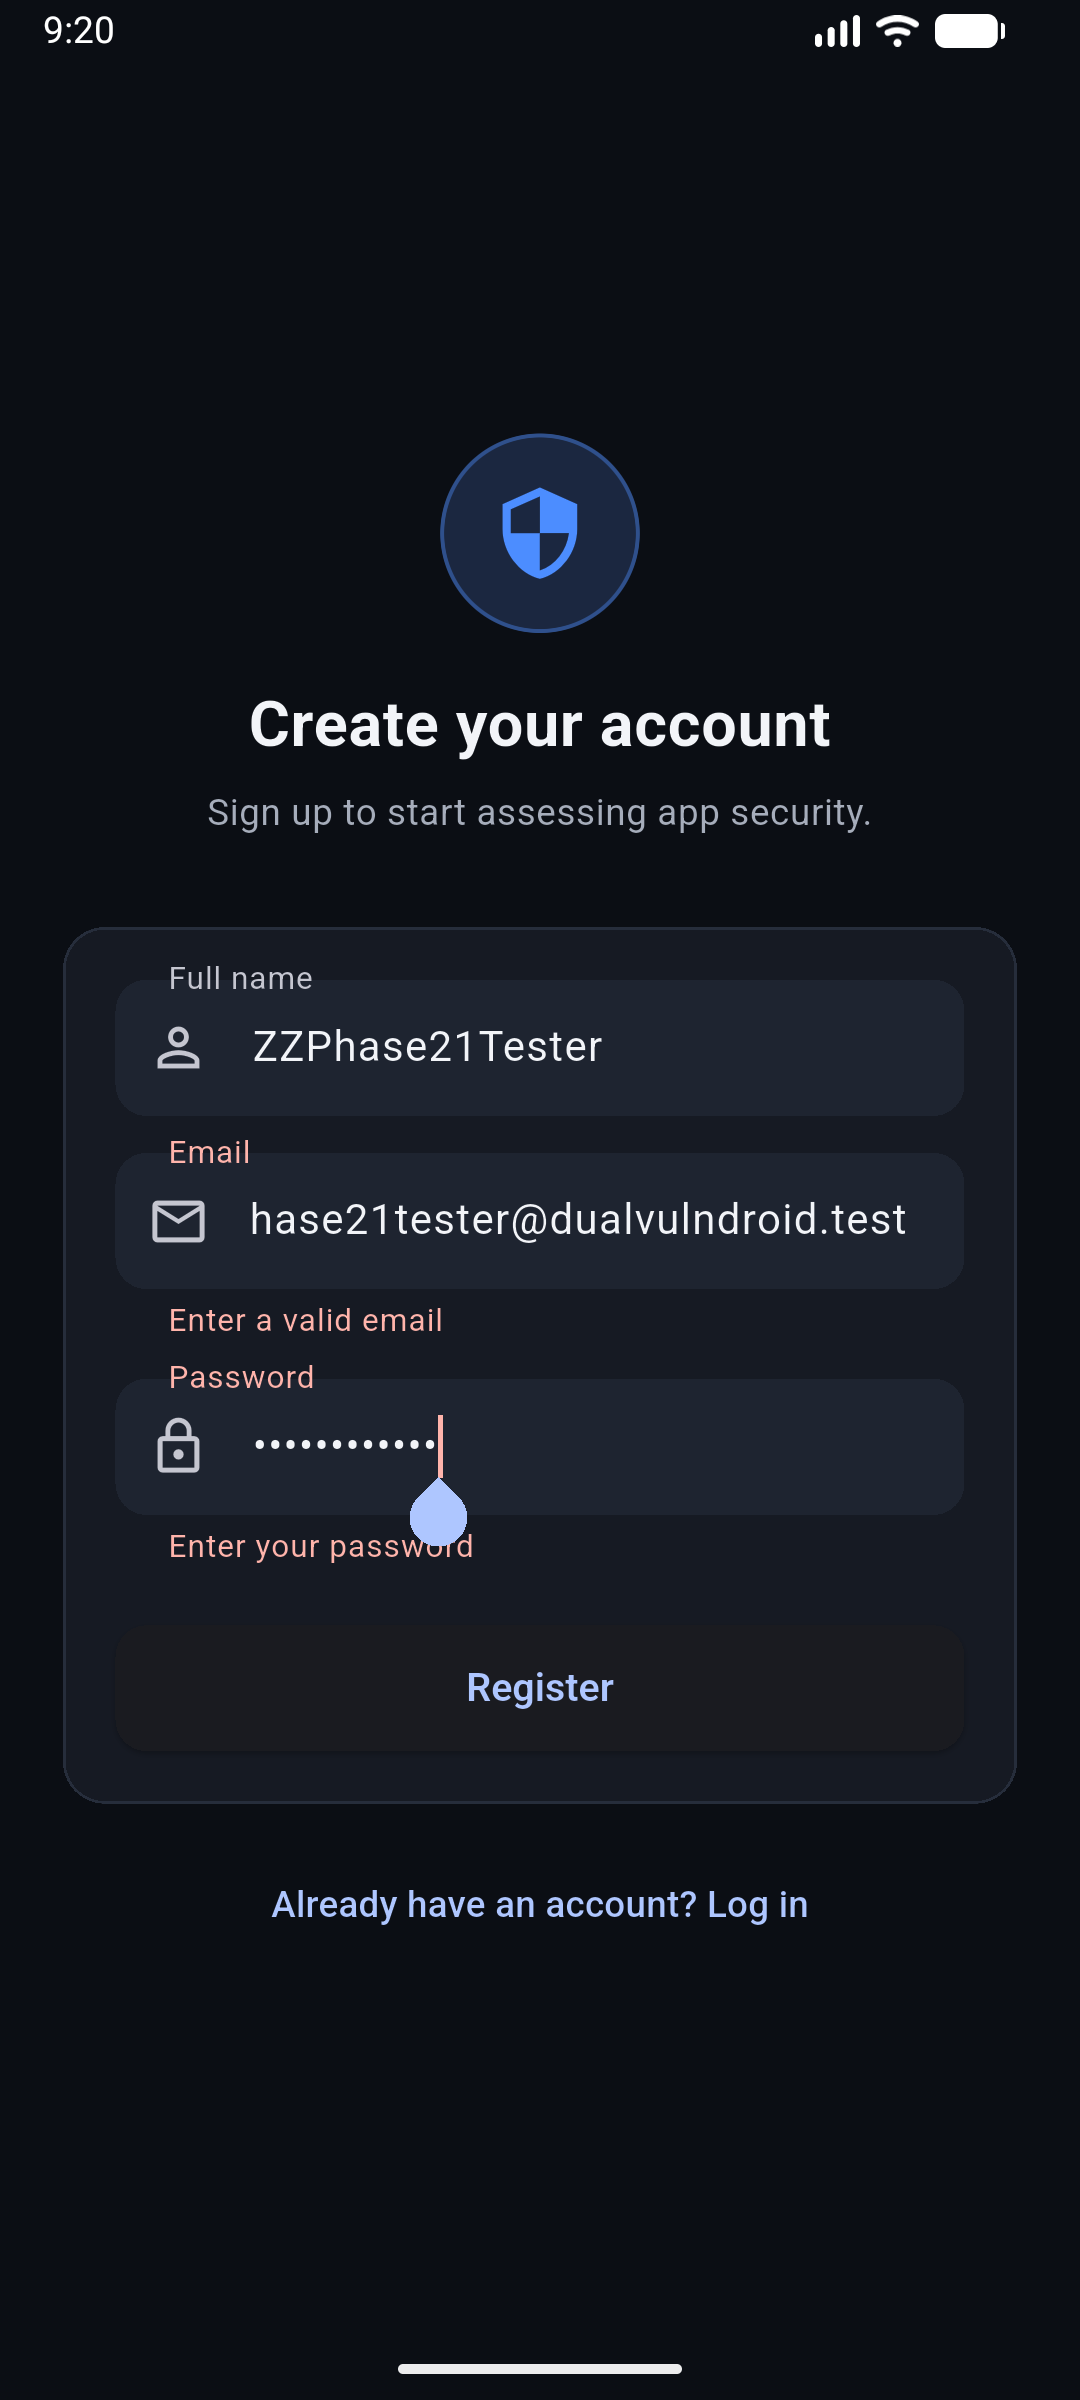 9:20
Create your account
Sign up to start assessing app security.
Full name
ZZPhase21Tester
Email
hase21tester@dualvulndroid.test
Enter a valid email
Password
••••••••••••
Enter your password
Register
Already have an account? Log in